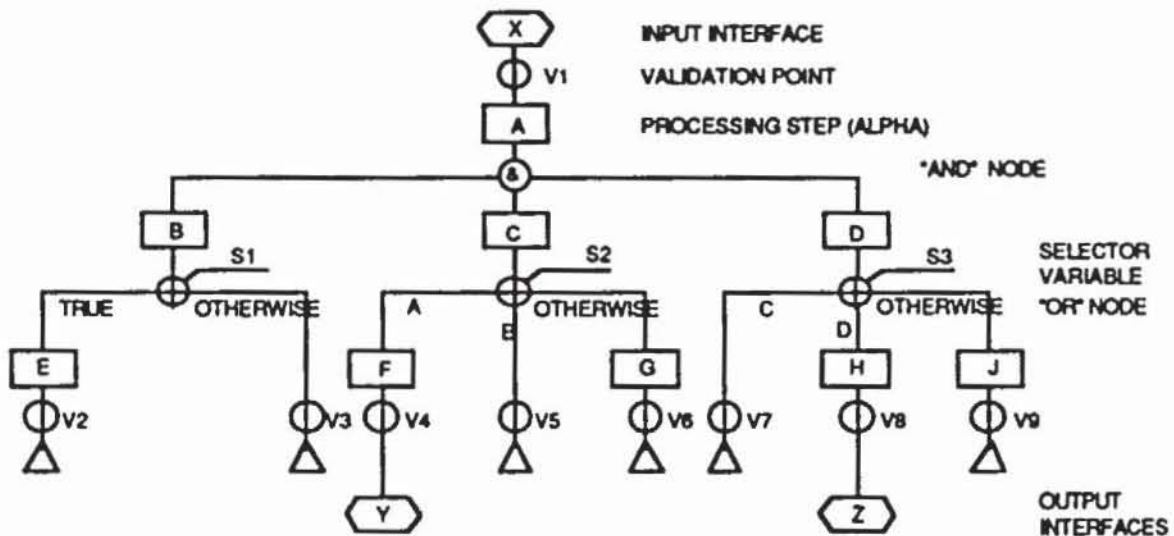 X INPUT INTERFACE
V1 VALIDATION POINT
A PROCESSING STEP (ALPHA)
& "AND" NODE
B C D
S1 S2 S3 SELECTOR
VARIABLE
TRUE OTHERWISE A OTHERWISE C OTHERWISE "OR" NODE
B D
E F G H J
V2 V3 V4 V5 V6 V7 V8 V9
Y Z OUTPUT
INTERFACES